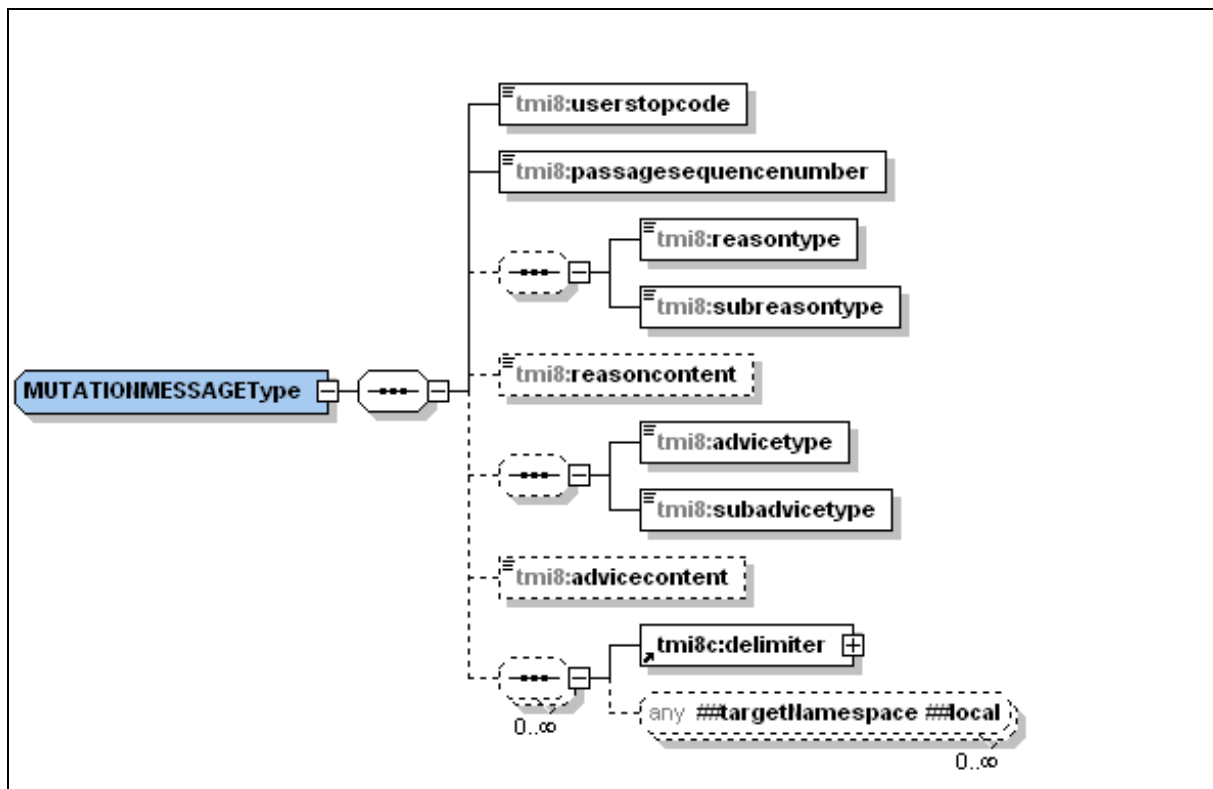 tmi8:userstopcode
tmi8:passagesequencenumber
tmi8:reasontype
tmi8:subreasontype
tmi8:reasoncontent
MUTATIONMESSAGEType
tmi8:advicetype
tmi8:subadvicetype
tmi8:advicecontent
tmi8c:delimiter
any ##targetNamespace ##local
0..∞
0..∞